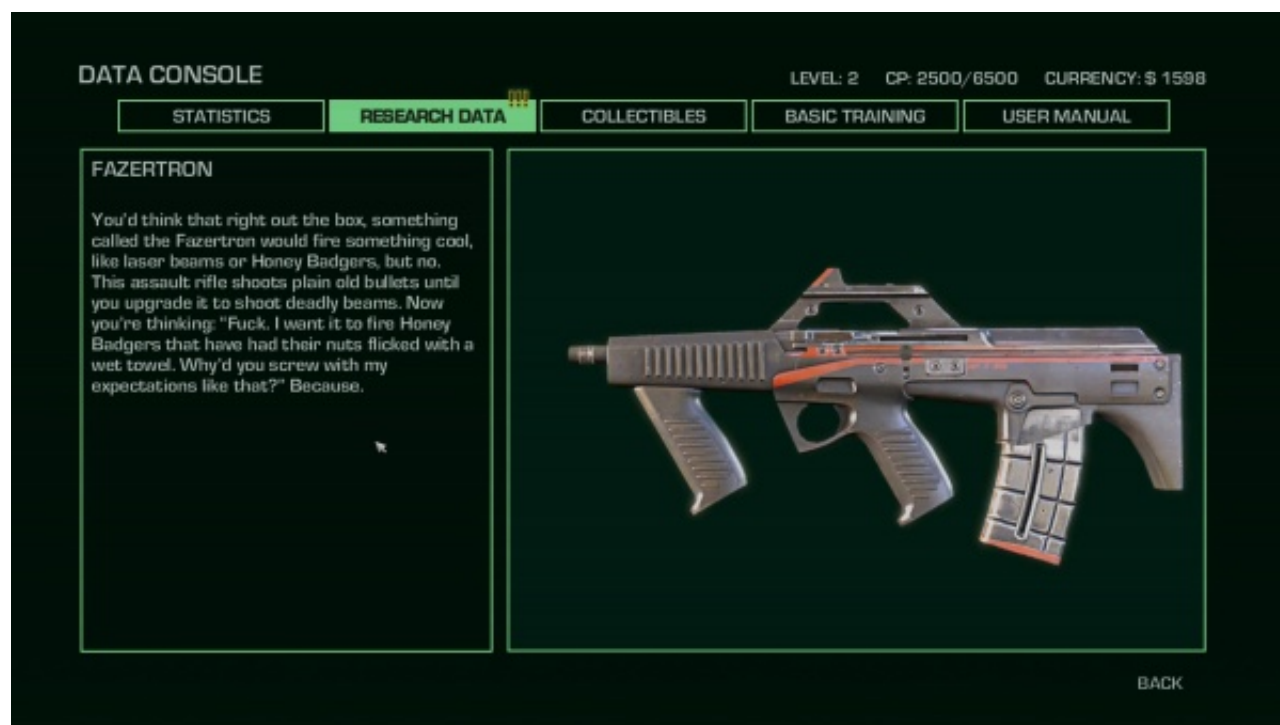 DATA CONSOLE
LEVEL: 2 CP: 2500/6500 CURRENCY: $ 1598
!!!
STATISTICS RESEARCH DATA COLLECTIBLES BASIC TRAINING USER MANUAL
FAZERTRON
You'd think that right out the box, something
called the Fazertron would fire something cool,
like laser beams or Honey Badgers, but no.
This assault rifle shoots plain old bullets until
you upgrade it to shoot deadly beams. Now
you're thinking: "Fuck. I want it to fire Honey
Badgers that have had their nuts flicked with a
wet towel. Why'd you screw with my
expectations like that?" Because.
BACK